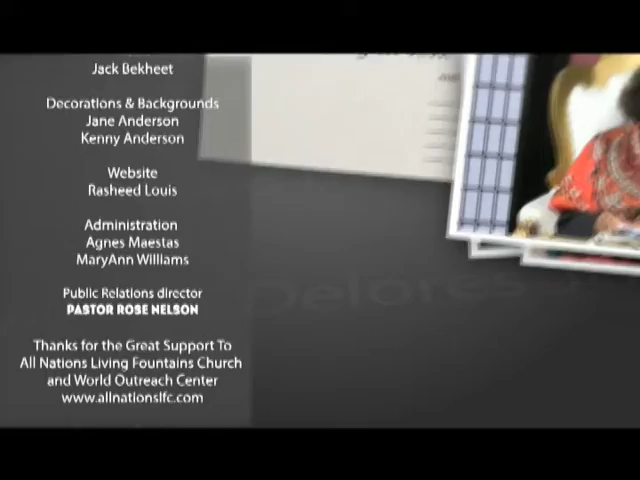 Jack Bekheet
Decorations & Backgrounds
Jane Anderson
Kenny Anderson
Website
Rasheed Louis
Administration
Agnes Maestas
MaryAnn Williams
Public Relations director
PASTOR ROSE NELSON
Thanks for the Great Support To
All Nations Living Fountains Church
and World Outreach Center
www.allnationslfc.com
Delores